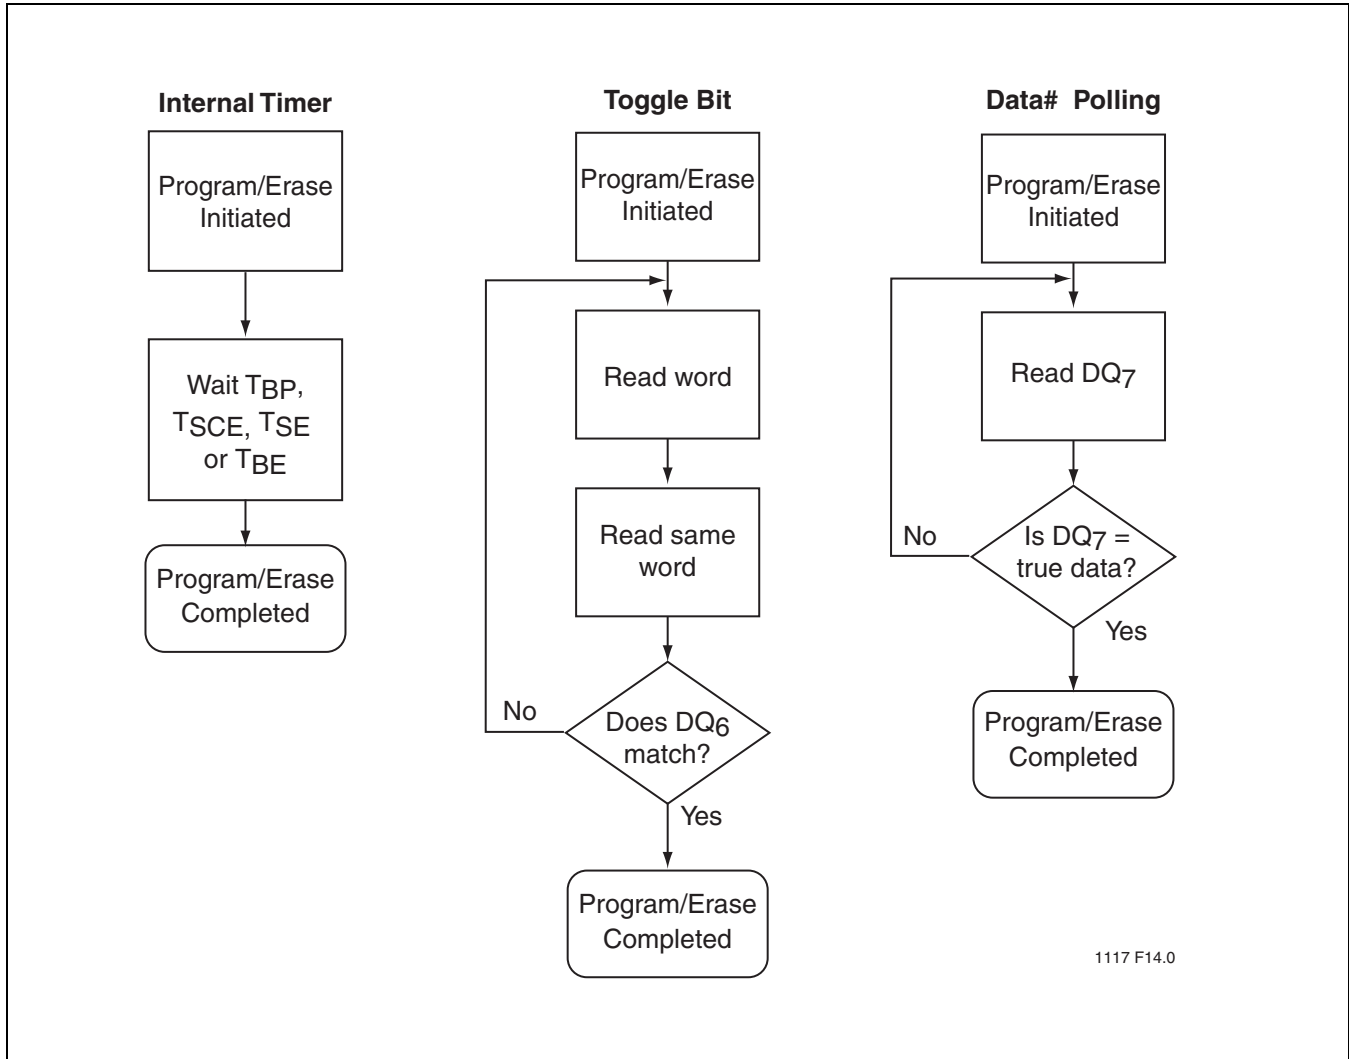 Internal Timer
Program/Erase
Initiated
Wait TBP,
TSCE, TSE
or TBE
Program/Erase
Completed
Toggle Bit
Program/Erase
Initiated
Read word
Read same
word
Does DQ6
match?
No
Yes
Program/Erase
Completed
Data# Polling
Program/Erase
Initiated
Read DQ7
Is DQ7 =
true data?
No
Yes
Program/Erase
Completed
1117 F14.0